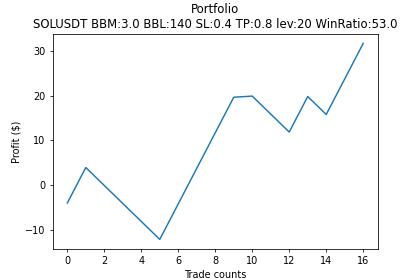 Portfolio
SOLUSDT BBM:3.0 BBL:140 SL:0.4 TP:0.8 lev:20 WinRatio:53.0
Profit ($)
30
20
10
0
−10
0 2 4 6 8 10 12 14 16
Trade counts